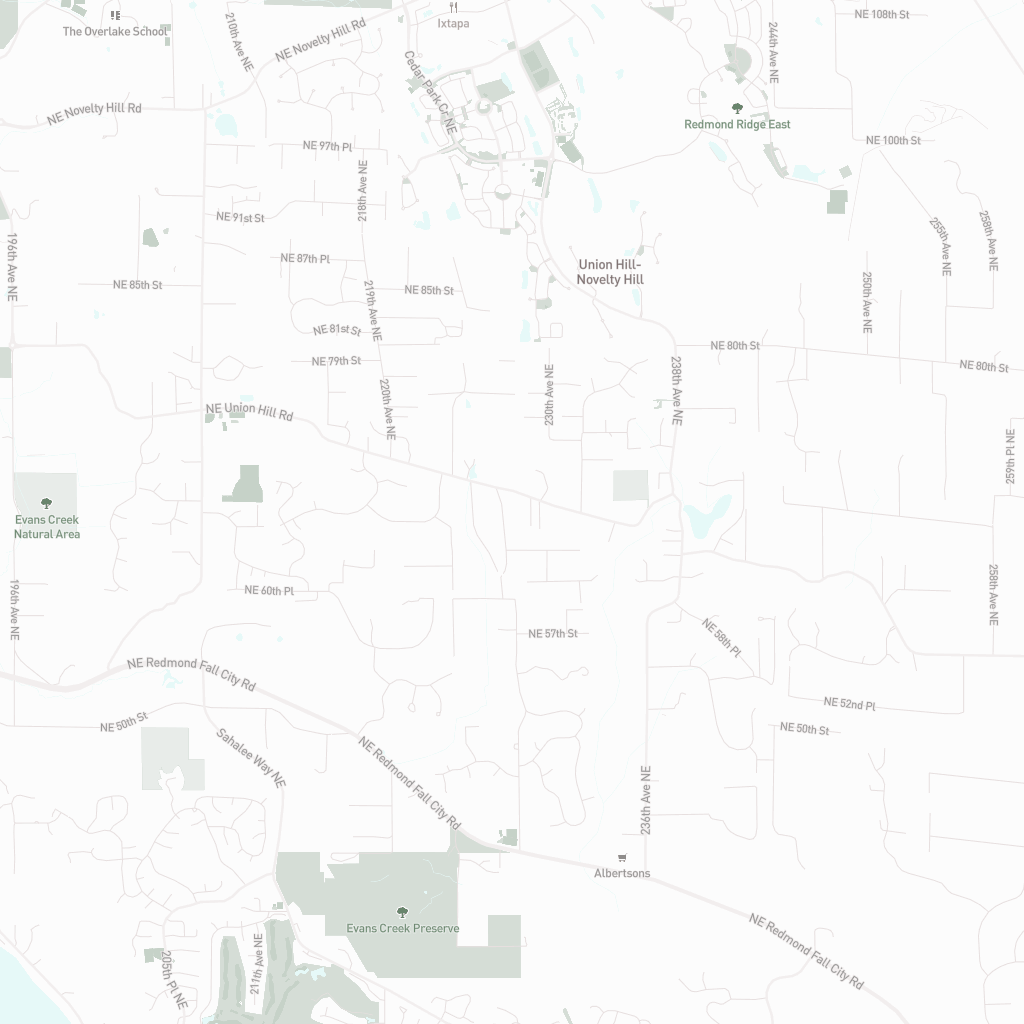 NE 108th St
The Overlake School
210th Ave NE
NE Novelty Hill Rd
Ixtapa
244th Ave NE
Cedar Park Cr NE
NE Novelty Hill Rd
Redmond Ridge East
NE 97th Pl
NE 100th St
218th Ave NE
NE 91st St
255th Ave NE
258th Ave NE
196th Ave NE
NE 87th Pl
Union Hill-
Novelty Hill
NE 85th St
NE 85th St
219th Ave NE
250th Ave NE
NE 81st St
NE 79th St
NE 80th St
NE 80th St
238th Ave NE
220th Ave NE
230th Ave NE
NE Union Hill Rd
259th Pl NE
Evans Creek
Natural Area
NE 60th Pl
196th Ave NE
258th Ave NE
NE 57th St
NE 58th Pl
NE Redmond Fall City Rd
NE 52nd Pl
NE 50th St
NE 50th St
Sahalee Way NE
NE Redmond Fall City Rd
236th Ave NE
Albertsons
Evans Creek Preserve
NE Redmond Fall City Rd
211th Ave NE
205th Pl NE